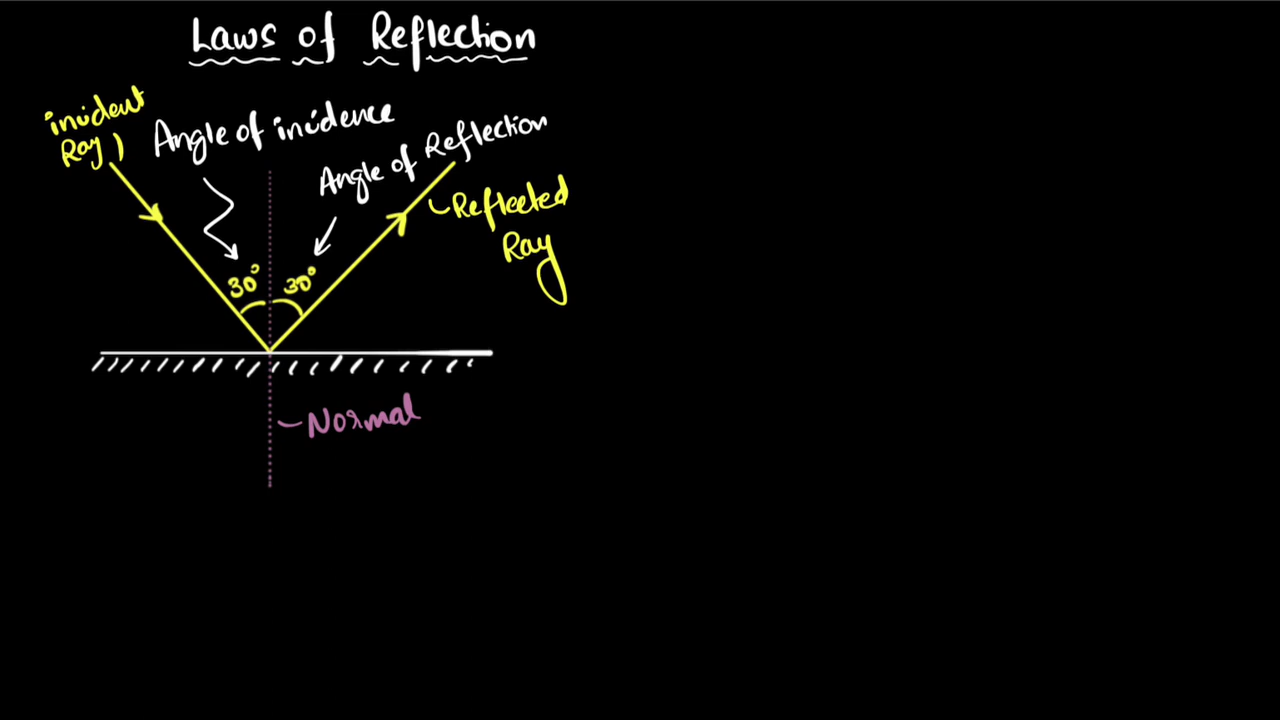 Laws of Reflection
incident
Ray
Angle of incidence
Angle of Reflection
Reflected
Ray
30°
30°
Normal